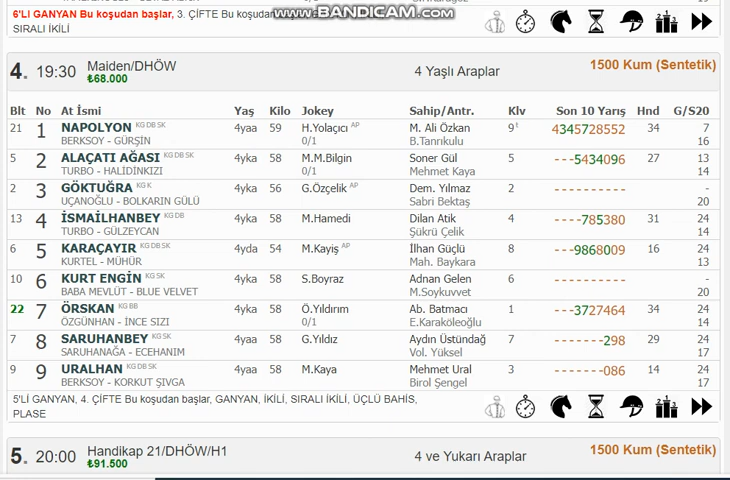 6'LI GANYAN Bu koşudan başlar, 3. ÇİFTE Bu koşudan
SIRALI İKİLİ
www.BANDICAM.com
4. 19:30 Maiden/DHÖW 4 Yaşlı Araplar 1500 Kum (Sentetik)
₺68.000
Blt No At İsmi Yaş Kilo Jokey Sahip/Antr. Klv Son 10 Yarış Hnd G/S20
21 1 NAPOLYON KG DB SK 4yaa 59 H.Yolaçıcı AP M. Ali Özkan 9¹ 4345728552 34 7
BERKSOY - GÜRŞİN 0/1 B.Tanrıkulu 16
5 2 ALAÇATI AĞASI KG DB SK 4yka 58 M.M.Bilgin Soner Gül 5 ---5434096 27 13
TURBO - HALIDINKIZI 0/1 Mehmet Kaya 14
2 3 GÖKTUĞRA KG K 4yka 56 G.Özçelik AP Dem. Yılmaz 2 ---------- -
UÇANOĞLU - BOLKARIN GÜLÜ Sabri Bektaş 20
13 4 İSMAİLHANBEY KG DB 4yka 58 M.Hamedi Dilan Atik 4 ----785380 31 24
TURBO - GÜLZEYCAN Şükrü Çelik 14
6 5 KARAÇAYIR KG DB SK 4yda 54 M.Kayiş AP İlhan Güçlü 8 ---9868009 16 24
KURTEL - MÜHÜR Mah. Baykara 13
10 6 KURT ENGİN KG SK 4yka 58 S.Boyraz Adnan Gelen 6 ---------- -
BABA MEVLÜT - BLUE VELVET M.Soykuvvet 20
22 7 ÖRSKAN KG BB 4yka 58 Ö.Yıldırım Ab. Batmacı 1 ---3727464 34 24
ÖZGÜNHAN - İNCE SIZI 0/1 E.Karaköleoğlu 14
7 8 SARUHANBEY KG SK 4yaa 58 G.Yıldız Aydın Üstündağ 7 -------298 29 24
SARUHANAĞA - ECEHANIM Vol. Yüksel 17
9 9 URALHAN KG DB SK 4yaa 58 M.Kaya Mehmet Ural 3 -------086 14 24
BERKSOY - KORKUT ŞIVGA Birol Şengel 17
5'Lİ GANYAN, 4. ÇİFTE Bu koşudan başlar, GANYAN, İKİLİ, SIRALI İKİLİ, ÜÇLÜ BAHİS,
PLASE
5. 20:00 Handikap 21/DHÖW/H1 4 ve Yukarı Araplar 1500 Kum (Sentetik)
₺91.500